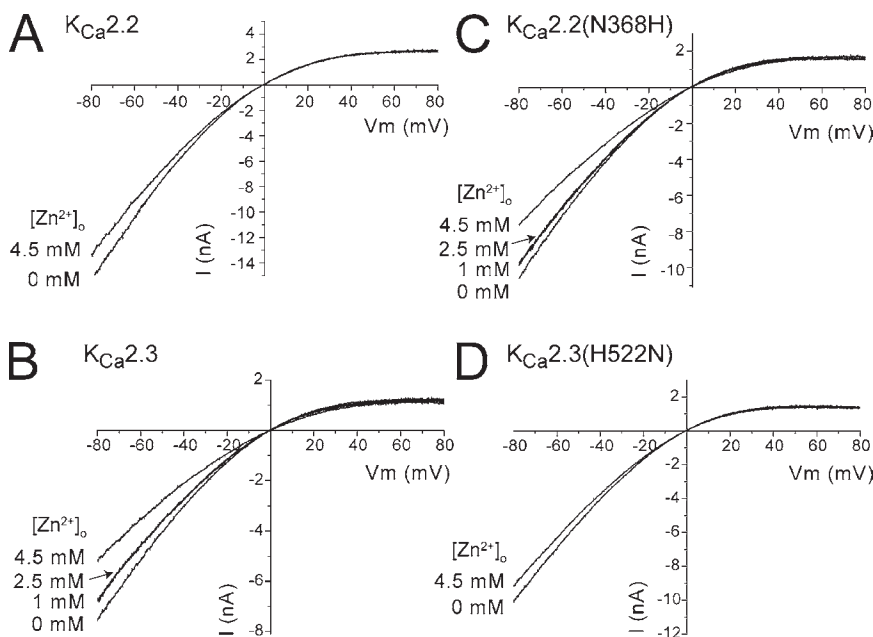 A
K_Ca2.2
4
2
-80 -60 -40 -20 20 40 60 80
-2
-4
-6
-8
-10
-12
-14
Vm (mV)
I (nA)
[Zn²⁺]ₒ
4.5 mM
0 mM
C
K_Ca2.2(N368H)
2
-80 -60 -40 -20 20 40 60 80
-2
-4
-6
-8
-10
Vm (mV)
I (nA)
[Zn²⁺]ₒ
4.5 mM
2.5 mM
1 mM
0 mM
B
K_Ca2.3
2
-80 -60 -40 -20 20 40 60 80
-2
-4
-6
-8
Vm (mV)
I (nA)
[Zn²⁺]ₒ
4.5 mM
2.5 mM
1 mM
0 mM
D
K_Ca2.3(H522N)
2
-80 -60 -40 -20 20 40 60 80
-2
-4
-6
-8
-10
-12
Vm (mV)
I (nA)
[Zn²⁺]ₒ
4.5 mM
0 mM